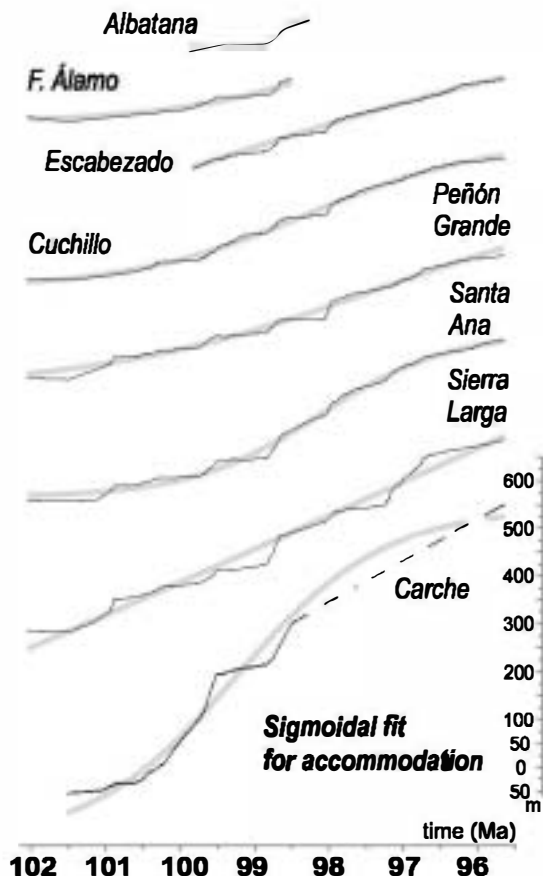 Albatana
F. Álamo
Escabezado
Peñón
Grande
Cuchillo
Santa
Ana
Sierra
Larga
600
500
400
Carche
300
200
Sigmoidal fit
for accommodation
100
50
0
50
m
time (Ma)
102 101 100 99 98 97 96